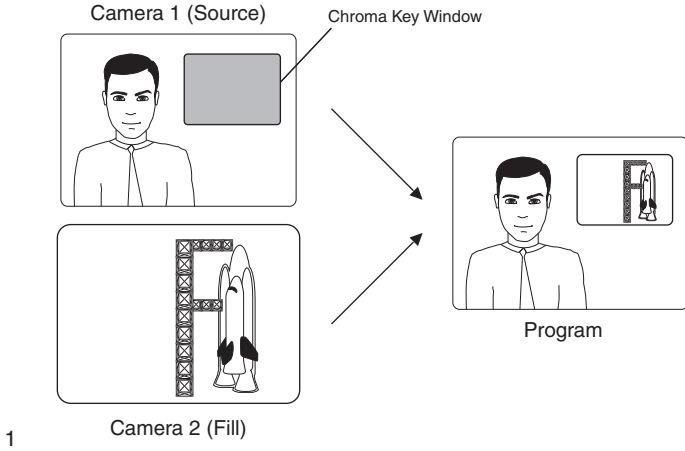 Camera 1 (Source)
Chroma Key Window
Program
Camera 2 (Fill)
1